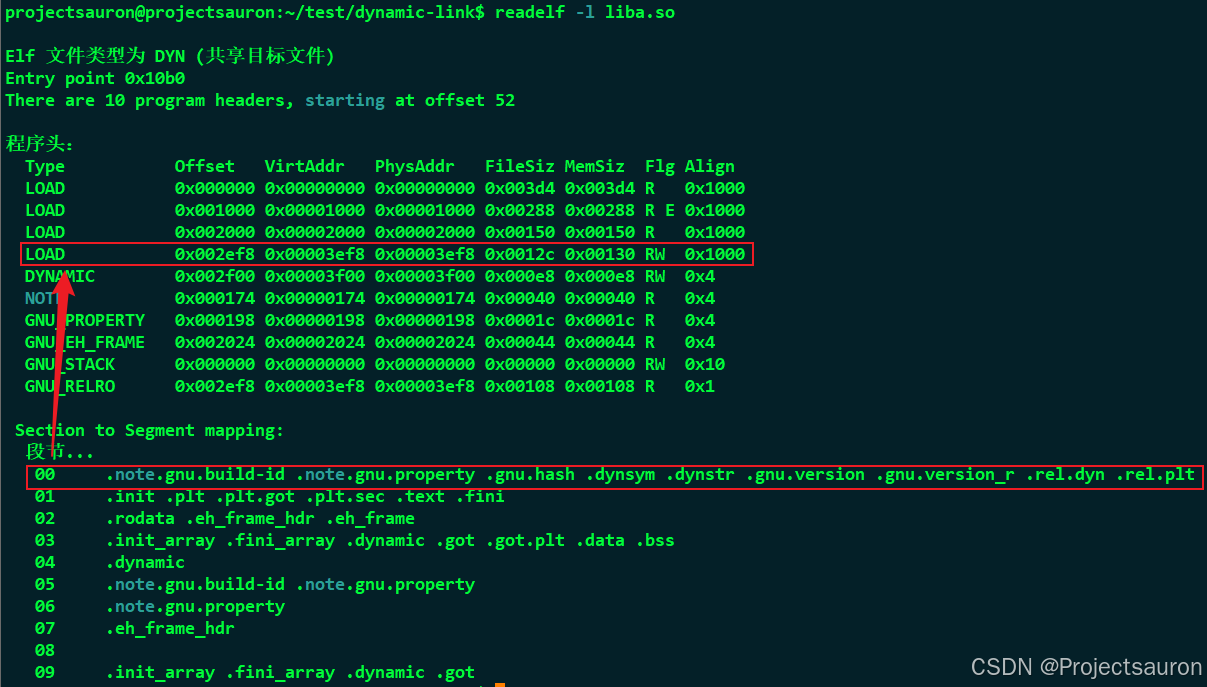 projectsauron@projectsauron:~/test/dynamic-link$ readelf -l liba.so
Elf 文件类型为 DYN (共享目标文件)
Entry point 0x10b0
There are 10 program headers, starting at offset 52
程序头:
Type Offset VirtAddr PhysAddr FileSiz MemSiz Flg Align
LOAD 0x000000 0x00000000 0x00000000 0x003d4 0x003d4 R 0x1000
LOAD 0x001000 0x00001000 0x00001000 0x00288 0x00288 R E 0x1000
LOAD 0x002000 0x00002000 0x00002000 0x00150 0x00150 R 0x1000
LOAD 0x002ef8 0x00003ef8 0x00003ef8 0x0012c 0x00130 RW 0x1000
DYNAMIC 0x002f00 0x00003f00 0x00003f00 0x000e8 0x000e8 RW 0x4
NOTE 0x000174 0x00000174 0x00000174 0x00040 0x00040 R 0x4
GNU_PROPERTY 0x000198 0x00000198 0x00000198 0x0001c 0x0001c R 0x4
GNU_EH_FRAME 0x002024 0x00002024 0x00002024 0x00044 0x00044 R 0x4
GNU_STACK 0x000000 0x00000000 0x00000000 0x00000 0x00000 RW 0x10
GNU_RELRO 0x002ef8 0x00003ef8 0x00003ef8 0x00108 0x00108 R 0x1
Section to Segment mapping:
段节...
00 .note.gnu.build-id .note.gnu.property .gnu.hash .dynsym .dynstr .gnu.version .gnu.version_r .rel.dyn .rel.plt
01 .init .plt .plt.got .plt.sec .text .fini
02 .rodata .eh_frame_hdr .eh_frame
03 .init_array .fini_array .dynamic .got .got.plt .data .bss
04 .dynamic
05 .note.gnu.build-id .note.gnu.property
06 .note.gnu.property
07 .eh_frame_hdr
08
09 .init_array .fini_array .dynamic .got
CSDN @Projectsauron